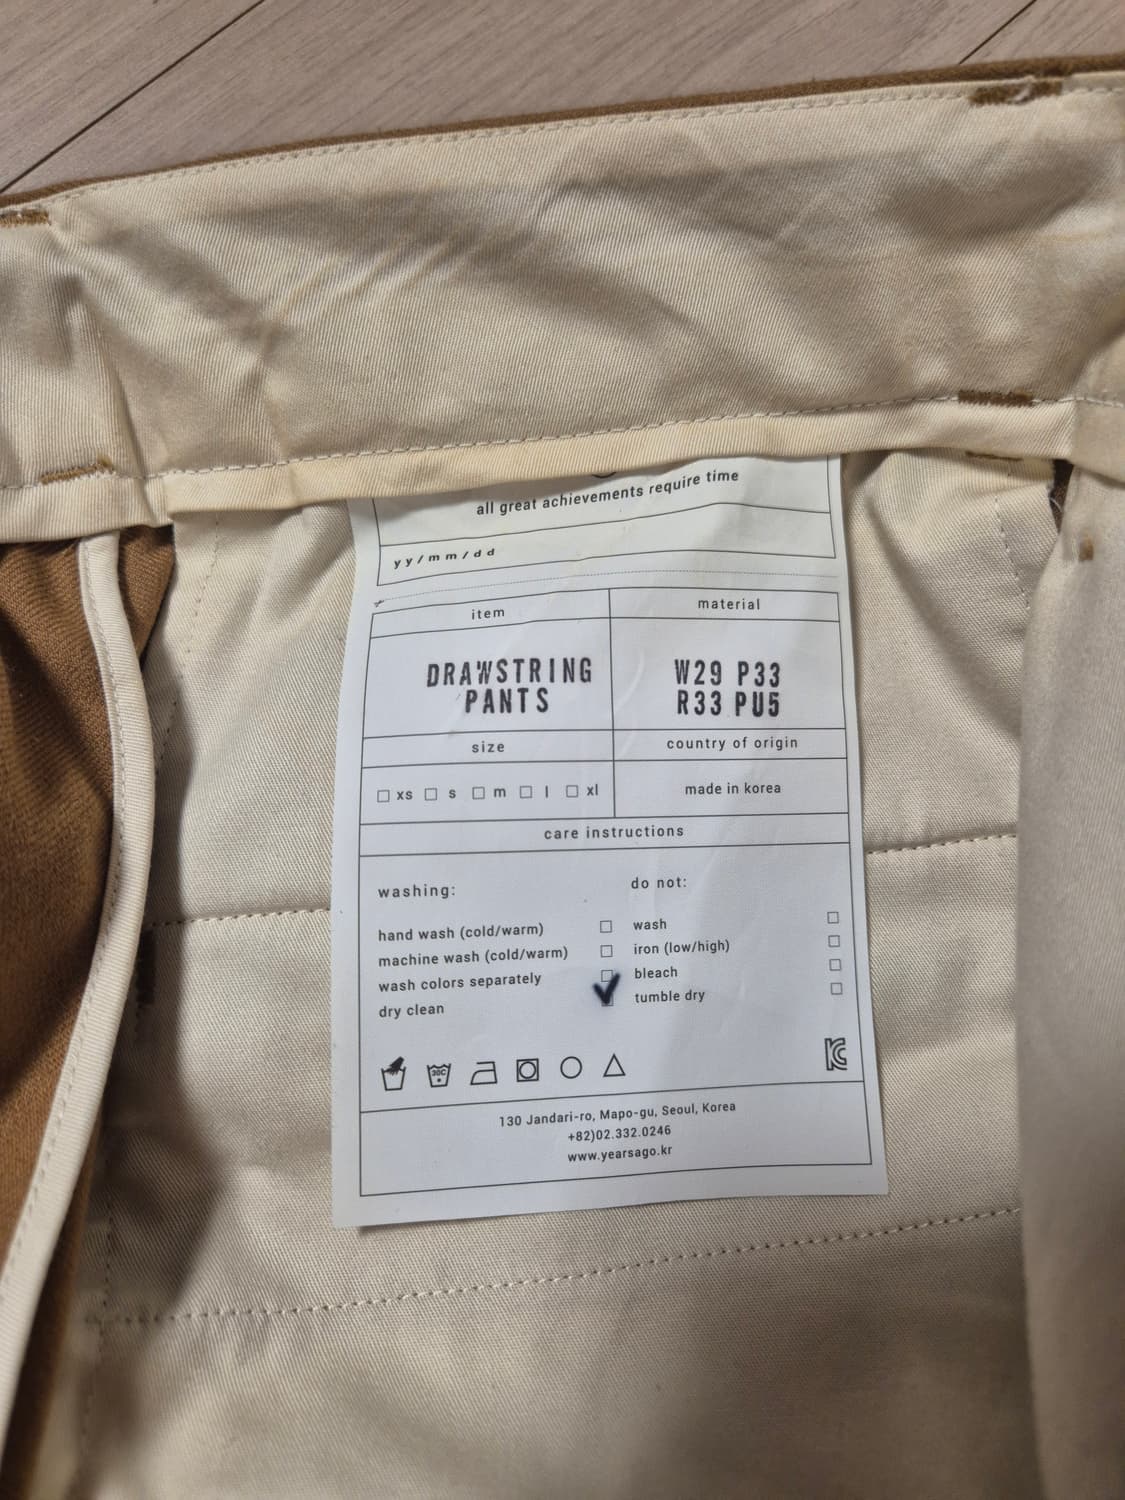 all great achievements require time
yy/mm/dd
item
material
DRAWSTRING
PANTS
W29 P33
R33 PU5
size
country of origin
xs s m l xl
made in korea
care instructions
washing:
do not:
hand wash (cold/warm)
wash
machine wash (cold/warm)
iron (low/high)
wash colors separately
bleach
dry clean
tumble dry
30C
130 Jandari-ro, Mapo-gu, Seoul, Korea
+82)02.332.0246
www.yearsago.kr